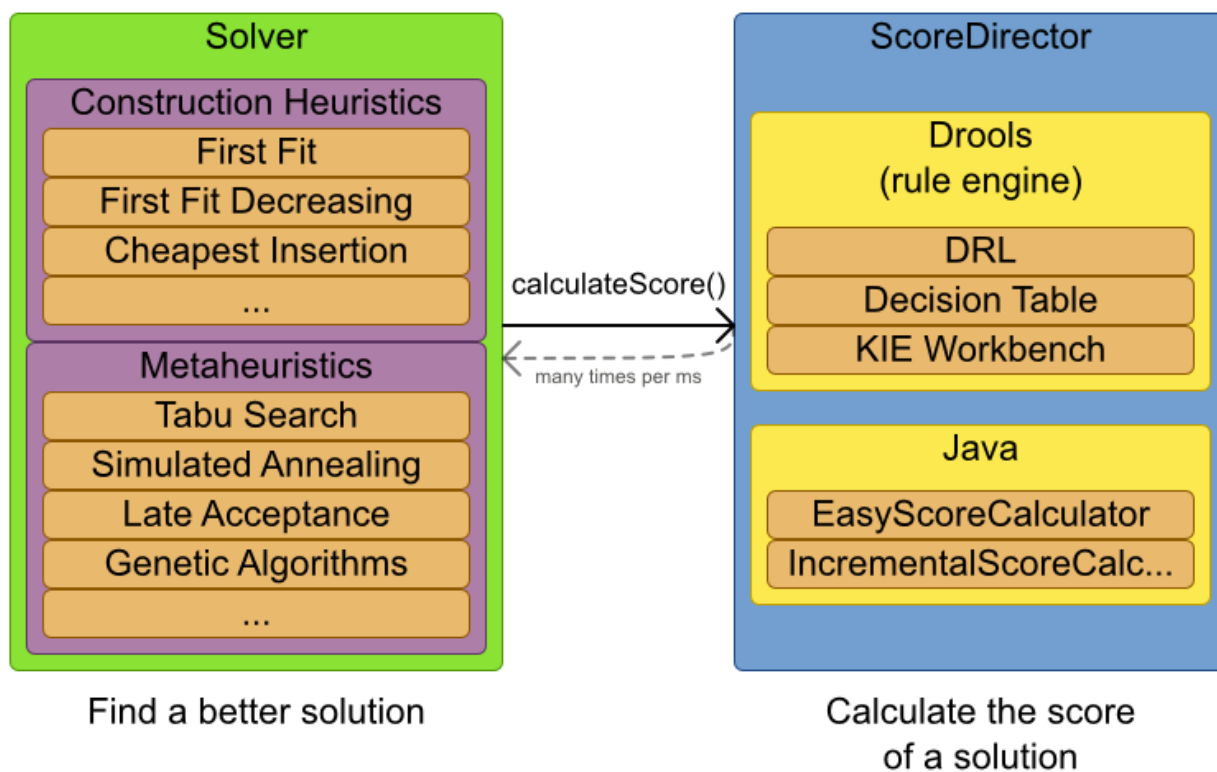 Solver
Construction Heuristics
First Fit
First Fit Decreasing
Cheapest Insertion
...
Metaheuristics
Tabu Search
Simulated Annealing
Late Acceptance
Genetic Algorithms
...
Find a better solution
calculateScore()
many times per ms
ScoreDirector
Drools
(rule engine)
DRL
Decision Table
KIE Workbench
Java
EasyScoreCalculator
IncrementalScoreCalc...
Calculate the score
of a solution